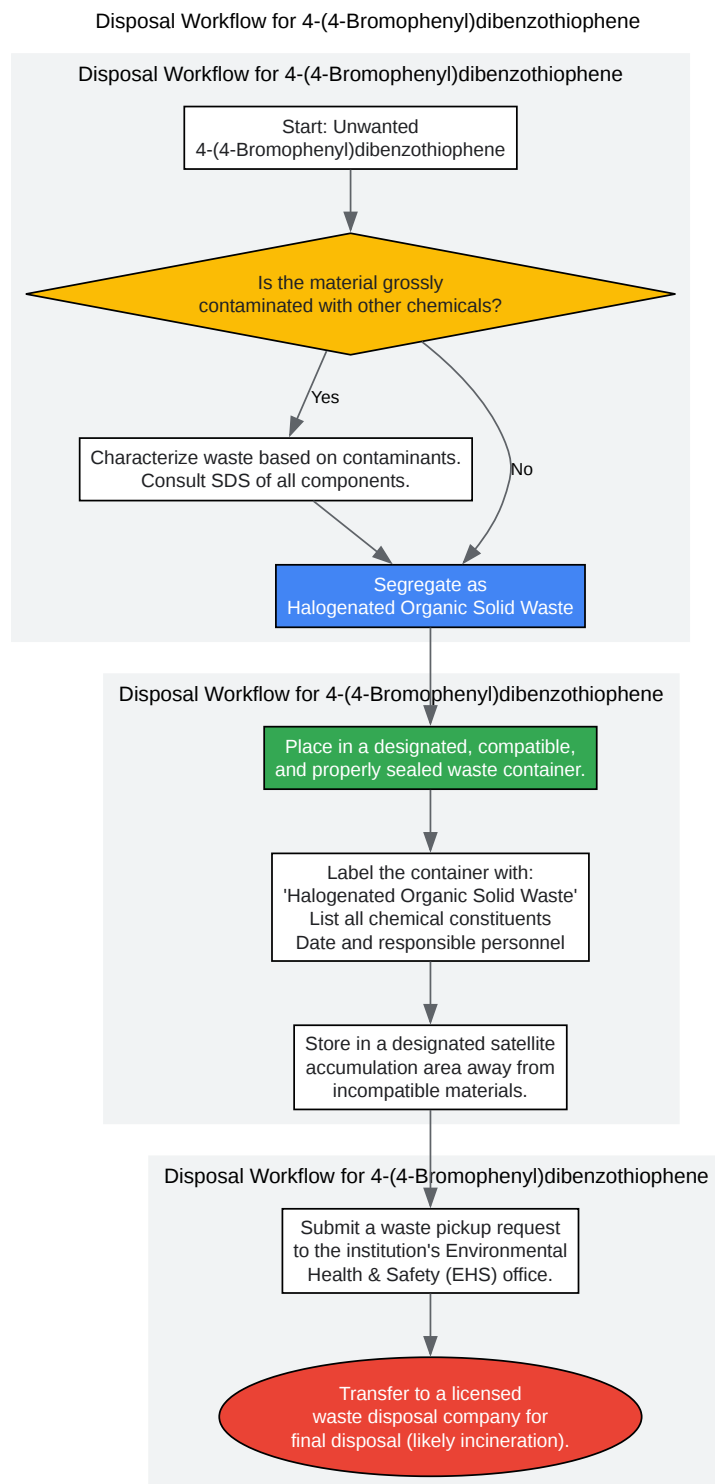 Disposal Workflow for 4-(4-Bromophenyl)dibenzothiophene
Disposal Workflow for 4-(4-Bromophenyl)dibenzothiophene
Start: Unwanted
4-(4-Bromophenyl)dibenzothiophene
Is the material grossly
contaminated with other chemicals?
Yes
Characterize waste based on contaminants.
Consult SDS of all components.
No
Segregate as
Halogenated Organic Solid Waste
Disposal Workflow for 4-(4-Bromophenyl)dibenzothiophene
Place in a designated, compatible,
and properly sealed waste container.
Label the container with:
'Halogenated Organic Solid Waste'
List all chemical constituents
Date and responsible personnel
Store in a designated satellite
accumulation area away from
incompatible materials.
Disposal Workflow for 4-(4-Bromophenyl)dibenzothiophene
Submit a waste pickup request
to the institution's Environmental
Health & Safety (EHS) office.
Transfer to a licensed
waste disposal company for
final disposal (likely incineration).